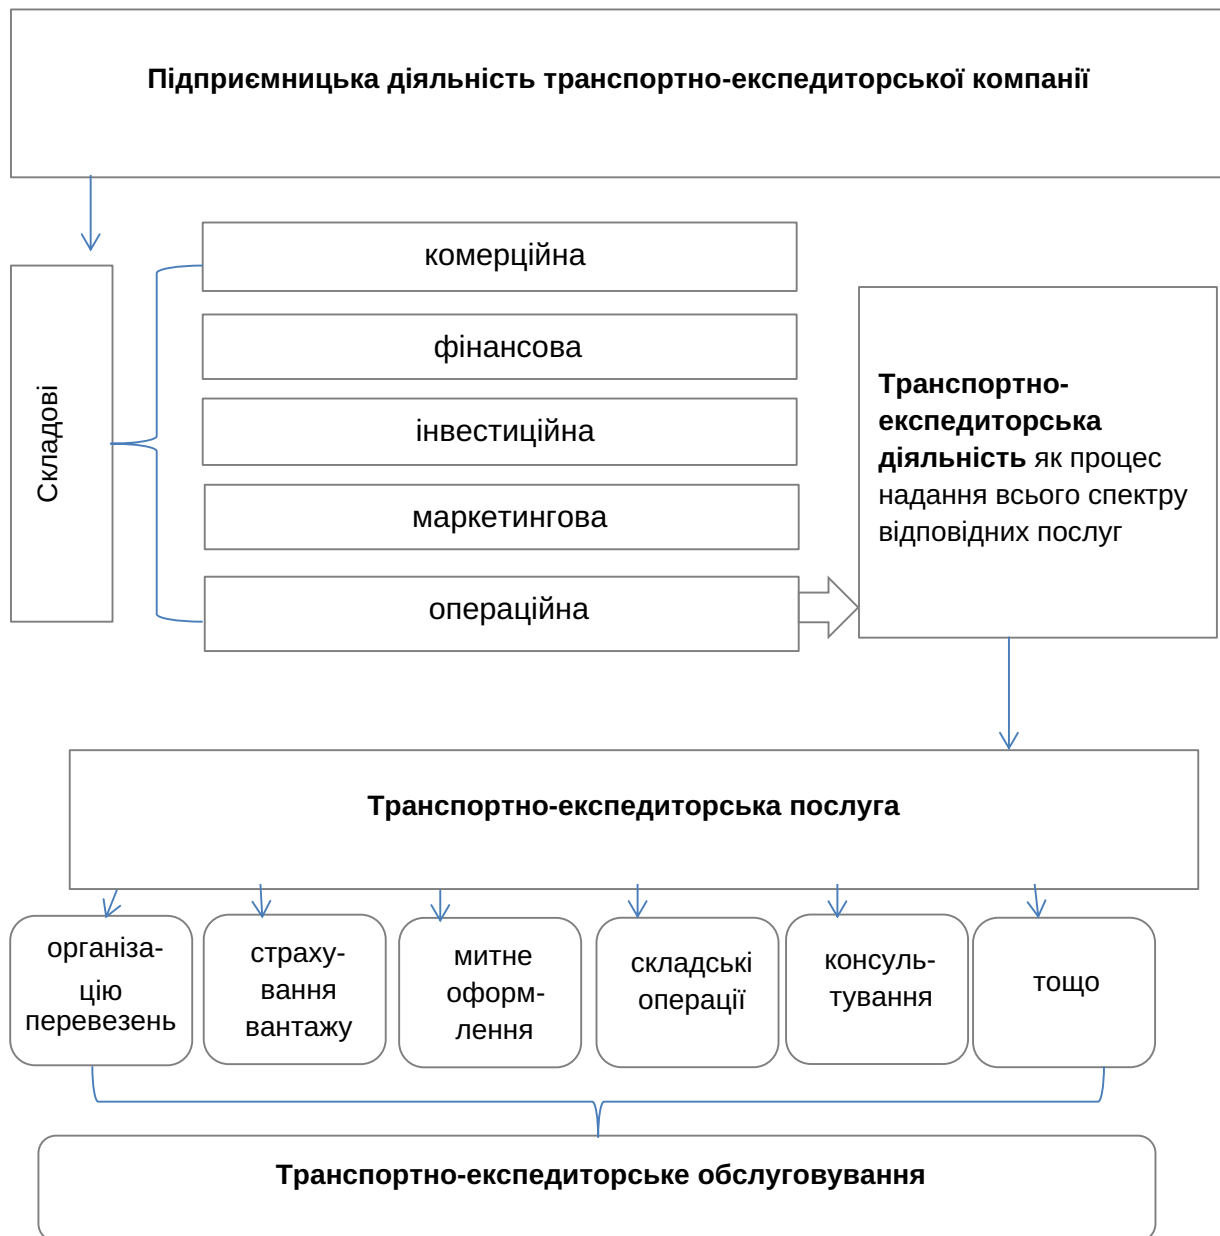 Підприємницька діяльність транспортно-експедиторської компанії
Складові
комерційна
фінансова
інвестиційна
маркетингова
операційна
Транспортно-
експедиторська
діяльність як процес
надання всього спектру
відповідних послуг
Транспортно-експедиторська послуга
організа-
цію
перевезень
страху-
вання
вантажу
митне
оформ-
лення
складські
операції
консуль-
тування
тощо
Транспортно-експедиторське обслуговування